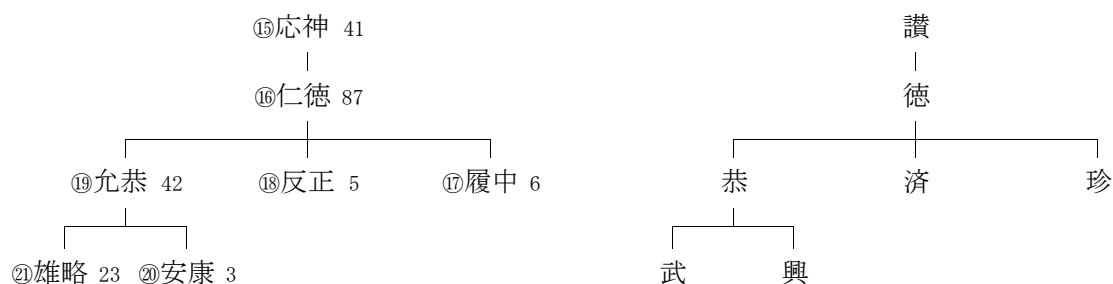 ⑮応神 41 讃
⑯仁徳 87 徳
⑲允恭 42 ⑱反正 5 ⑰履中 6 恭 済 珍
㉑雄略 23 ⑳安康 3 武 興